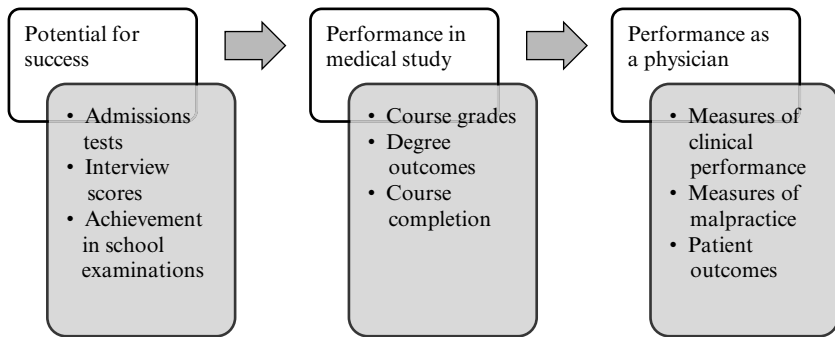 Potential for
success
• Admissions
tests
• Interview
scores
• Achievement
in school
examinations
Performance in
medical study
• Course grades
• Degree
outcomes
• Course
completion
Performance as
a physician
• Measures of
clinical
performance
• Measures of
malpractice
• Patient
outcomes